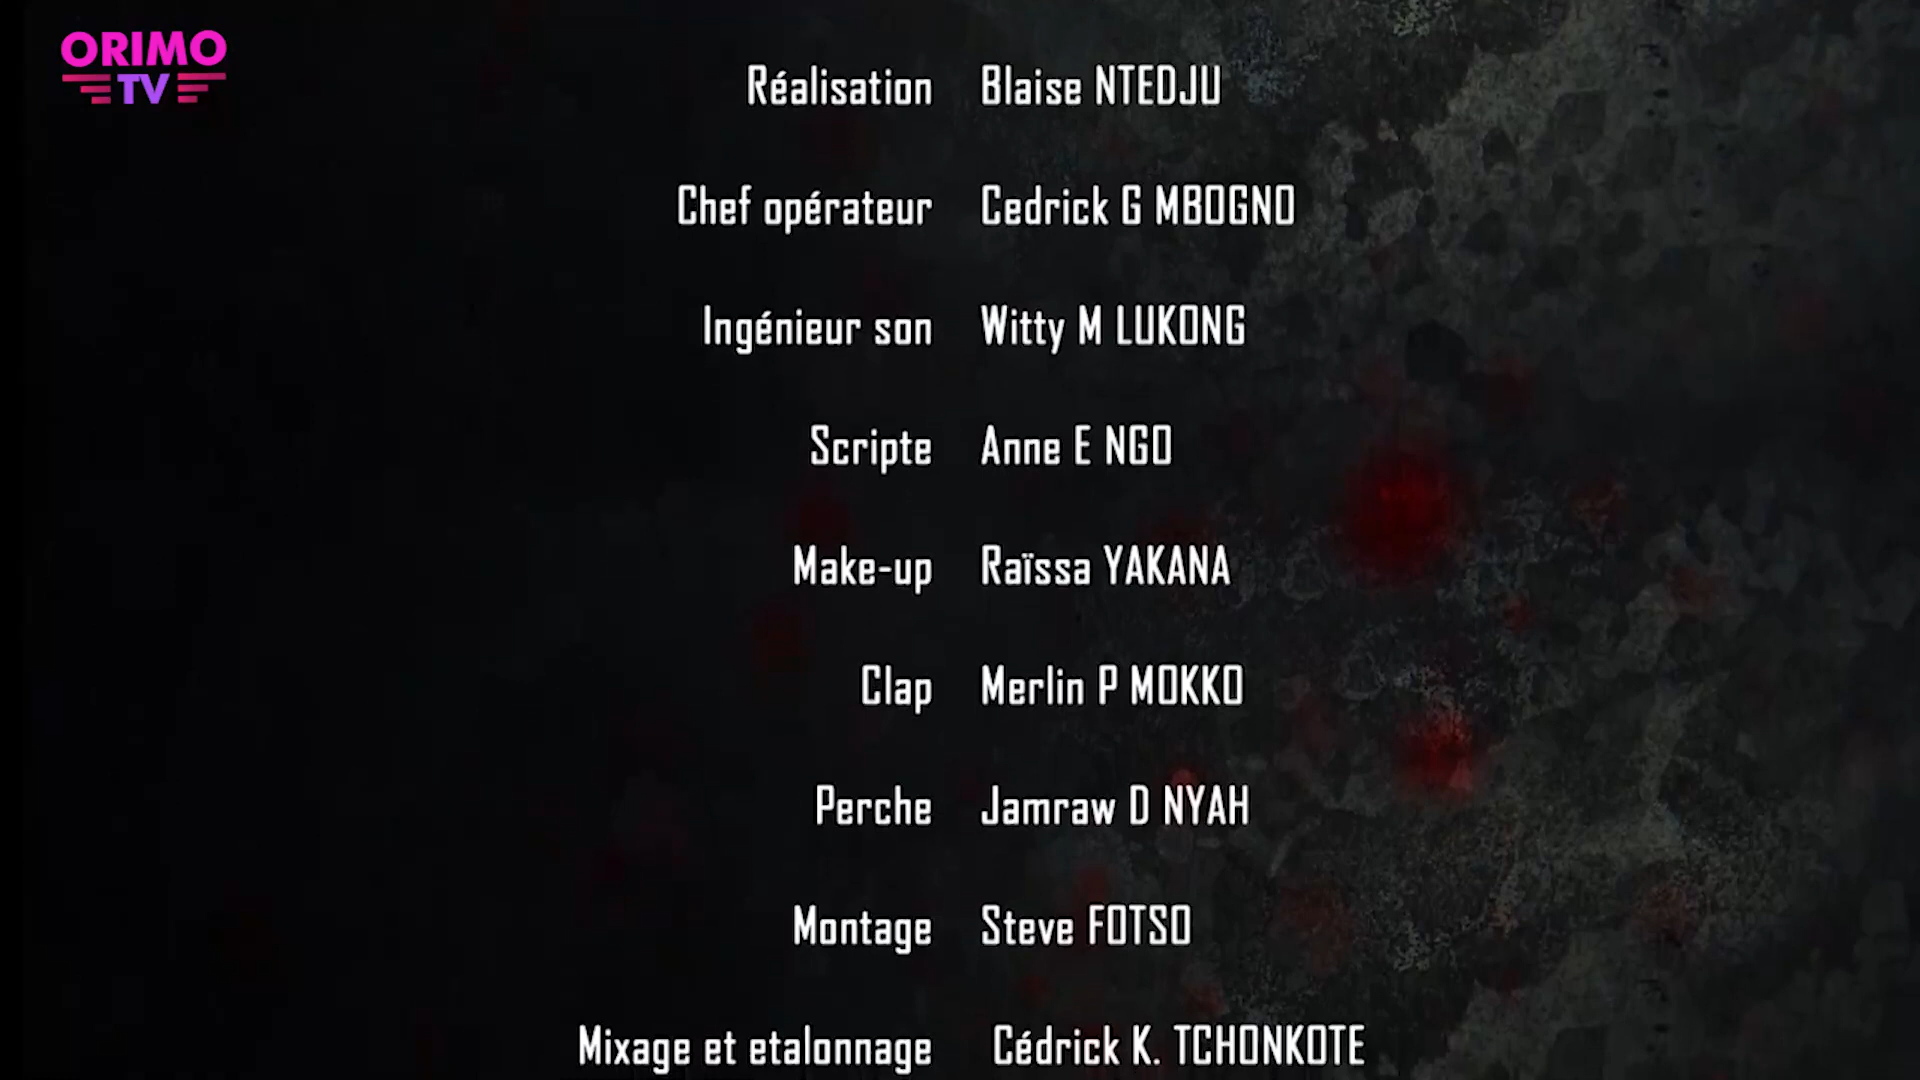 ORIMO
TV
Réalisation Blaise NTEDJU
Chef opérateur Cedrick G MBOGNO
Ingénieur son Witty M LUKONG
Scripte Anne E NGO
Make-up Raïssa YAKANA
Clap Merlin P MOKKO
Perche Jamraw D NYAH
Montage Steve FOTSO
Mixage et etalonnage Cédrick K. TCHONKOTE